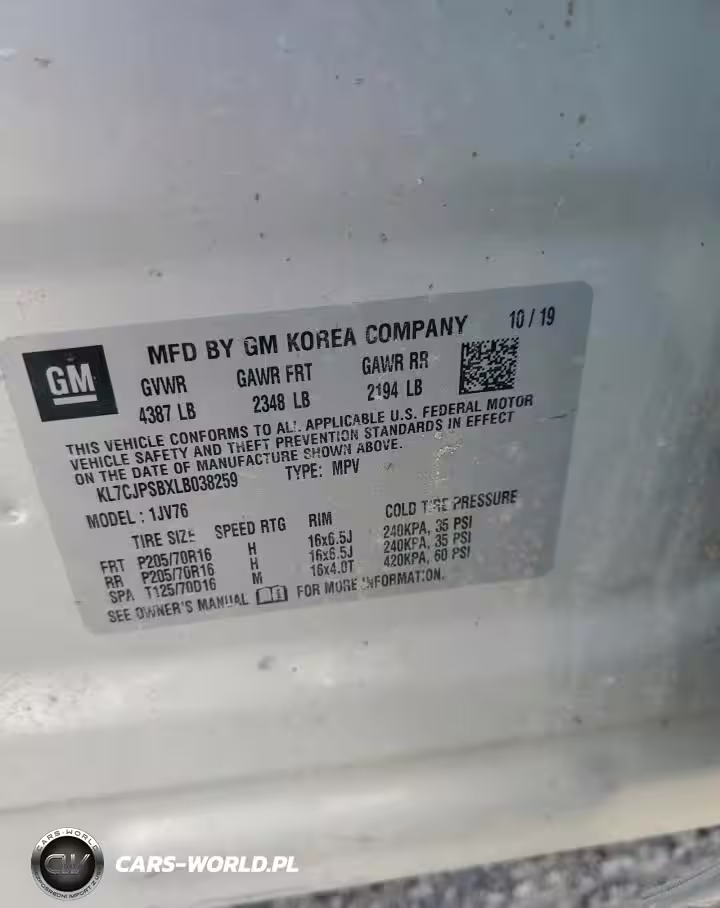 GM
MFD BY GM KOREA COMPANY 10/19
GVWR GAWR FRT GAWR RR
4387 LB 2348 LB 2194 LB
THIS VEHICLE CONFORMS TO ALL APPLICABLE U.S. FEDERAL MOTOR
VEHICLE SAFETY AND THEFT PREVENTION STANDARDS IN EFFECT
ON THE DATE OF MANUFACTURE SHOWN ABOVE.
KL7CJPSBXLB038259 TYPE: MPV
MODEL: 1JV76
TIRE SIZE SPEED RTG RIM COLD TIRE PRESSURE
FRT P205/70R16 H 16x6.5J 240KPA, 35 PSI
RR P205/70R16 H 16x6.5J 240KPA, 35 PSI
SPA T125/70D16 M 16x4.0T 420KPA, 60 PSI
SEE OWNER'S MANUAL FOR MORE INFORMATION.
CARS-WORLD
CW
CARS-WORLD.PL